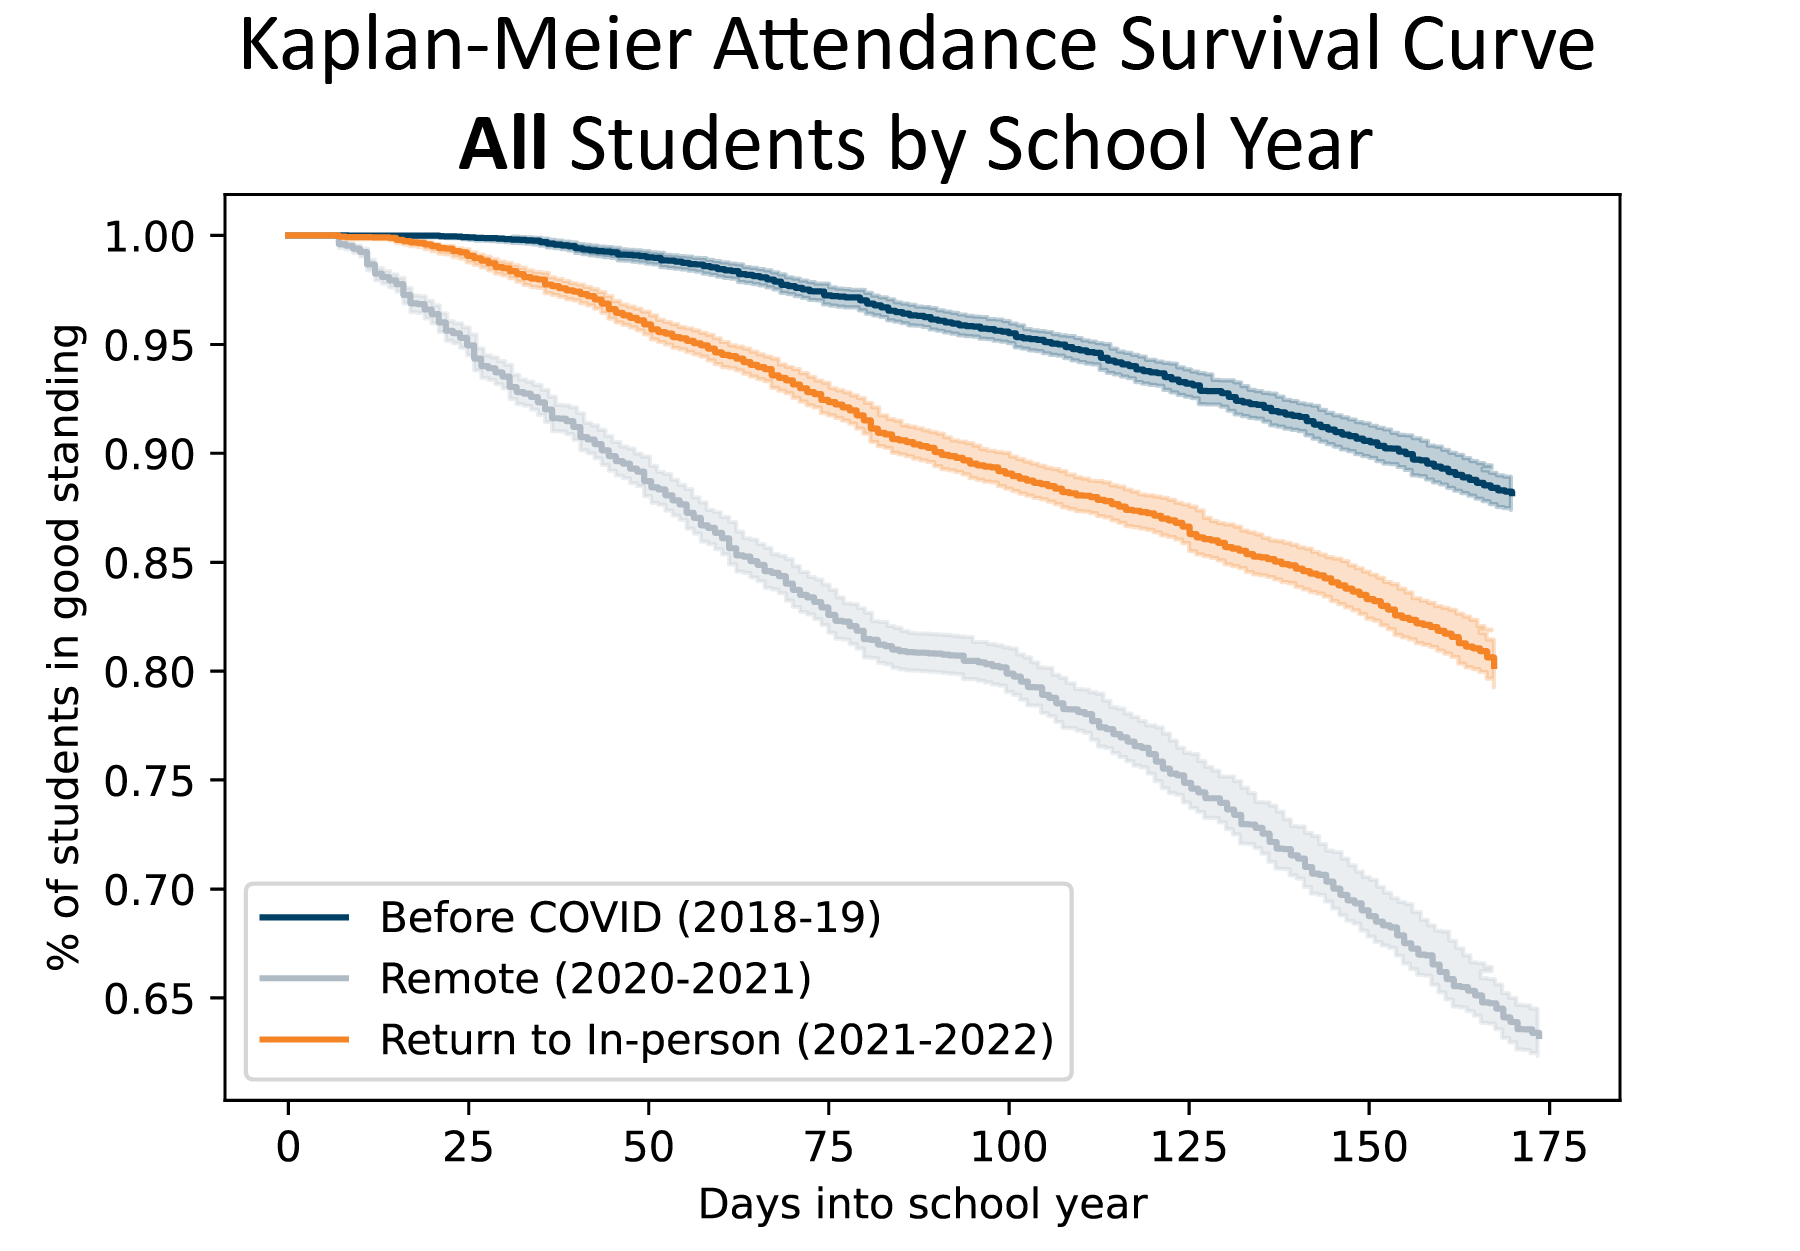 Kaplan-Meier Attendance Survival Curve
All Students by School Year
% of students in good standing
1.00
0.95
0.90
0.85
0.80
0.75
0.70
0.65
Before COVID (2018-19)
Remote (2020-2021)
Return to In-person (2021-2022)
0 25 50 75 100 125 150 175
Days into school year